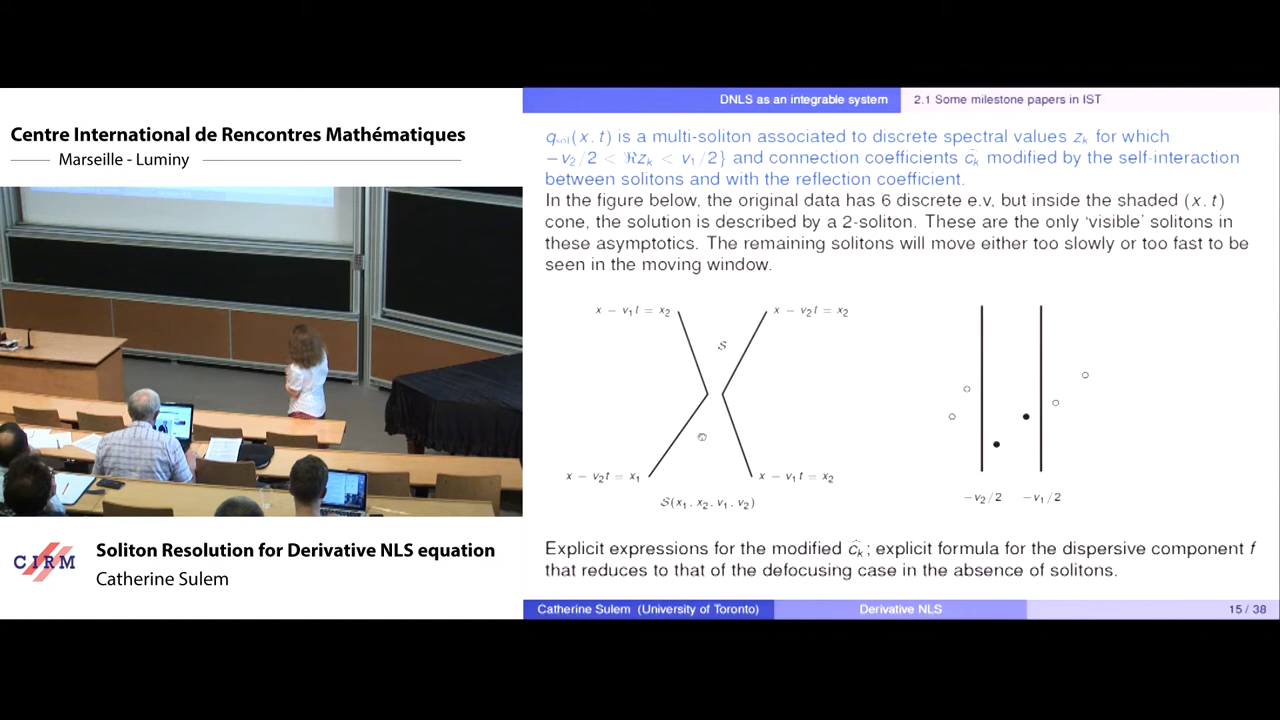 Centre International de Rencontres Mathématiques
Marseille - Luminy
CIRM
Soliton Resolution for Derivative NLS equation
Catherine Sulem
DNLS as an integrable system
2.1 Some milestone papers in IST
q_sol(x, t) is a multi-soliton associated to discrete spectral values z_k for which
−v_2/2 < ℜz_k < v_1/2} and connection coefficients \hat{c_k} modified by the self-interaction
between solitons and with the reflection coefficient.
In the figure below, the original data has 6 discrete e.v, but inside the shaded (x, t)
cone, the solution is described by a 2-soliton. These are the only ‘visible’ solitons in
these asymptotics. The remaining solitons will move either too slowly or too fast to be
seen in the moving window.
x − v_1t = x_2
x − v_2t = x_2
S
x − v_2t = x_1
x − v_1t = x_2
S(x_1, x_2, v_1, v_2)
−v_2/2
−v_1/2
Explicit expressions for the modified \hat{c_k}; explicit formula for the dispersive component f
that reduces to that of the defocusing case in the absence of solitons.
Catherine Sulem (University of Toronto)
Derivative NLS
15 / 38